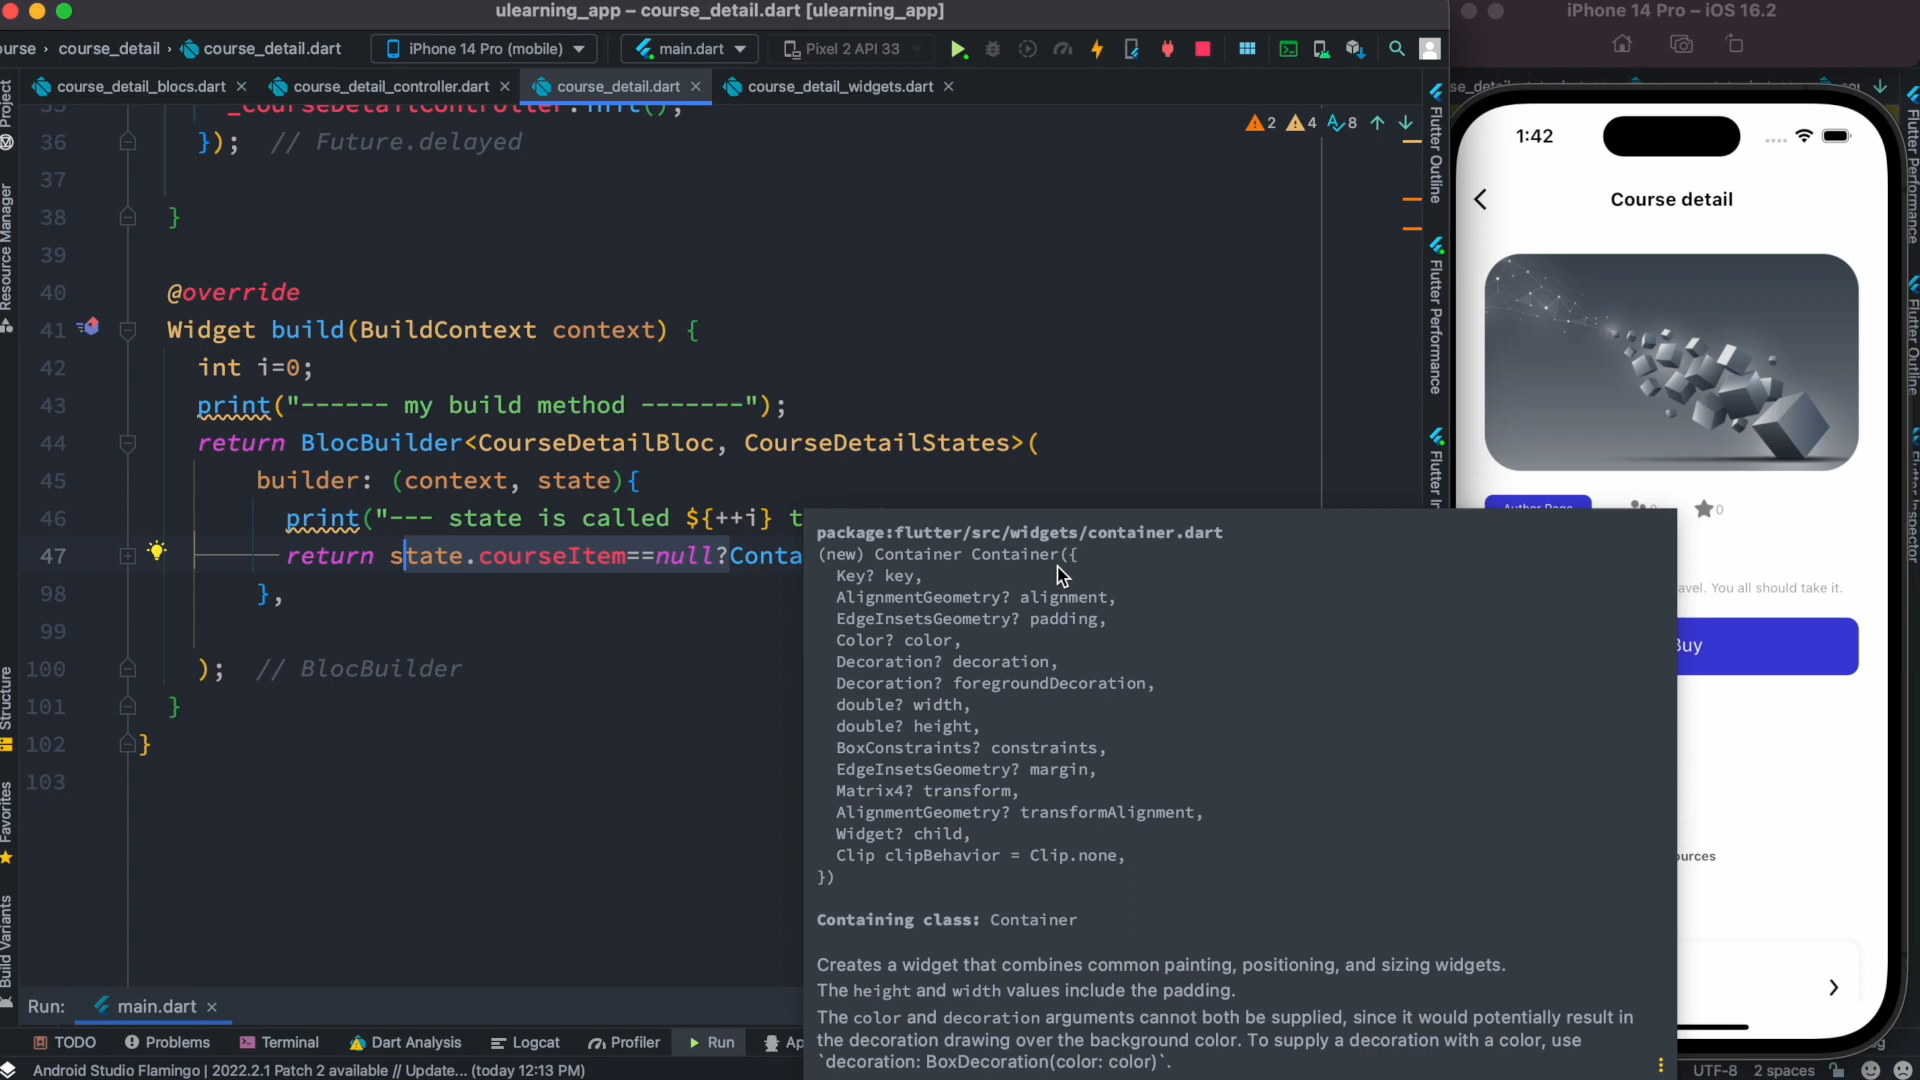 ulearning_app – course_detail.dart [ulearning_app]
iPhone 14 Pro – iOS 16.2
course_detail
course_detail.dart
iPhone 14 Pro (mobile)
main.dart
Pixel 2 API 33
course_detail_blocs.dart
course_detail_controller.dart
course_detail.dart
course_detail_widgets.dart
2 4 8
36 }); // Future.delayed
37
38 }
39
40 @override
41 Widget build(BuildContext context) {
42 int i=0;
43 print("------ my build method -------");
44 return BlocBuilder<CourseDetailBloc, CourseDetailStates>(
45 builder: (context, state){
46 print("--- state is called ${++i} t
47 return state.courseItem==null?Conta
98 },
99
100 ); // BlocBuilder
101 }
102 }
103
package:flutter/src/widgets/container.dart
(new) Container Container({
Key? key,
AlignmentGeometry? alignment,
EdgeInsetsGeometry? padding,
Color? color,
Decoration? decoration,
Decoration? foregroundDecoration,
double? width,
double? height,
BoxConstraints? constraints,
EdgeInsetsGeometry? margin,
Matrix4? transform,
AlignmentGeometry? transformAlignment,
Widget? child,
Clip clipBehavior = Clip.none,
})
Containing class: Container
Creates a widget that combines common painting, positioning, and sizing widgets.
The height and width values include the padding.
The color and decoration arguments cannot both be supplied, since it would potentially result in
the decoration drawing over the background color. To supply a decoration with a color, use
`decoration: BoxDecoration(color: color)`.
Project
Resource Manager
Structure
Favorites
Build Variants
Flutter Outline
Flutter Performance
Flutter Performance
Flutter Outline
1:42
Course detail
0
avel. You all should take it.
Buy
Run: main.dart
TODO
Problems
Terminal
Dart Analysis
Logcat
Profiler
Run
Android Studio Flamingo | 2022.2.1 Patch 2 available // Update... (today 12:13 PM)
UTF-8
2 spaces